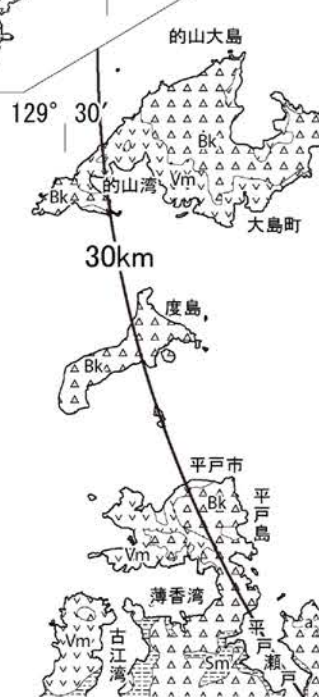 的山大島
129° 30′
Bk
Vm
的山湾
Bk
大島町
30km
度島
Bk
平戸市
Bk
平戸島
Vm
薄香湾
Vm
古江湾
Sm
平戸瀬戸
a